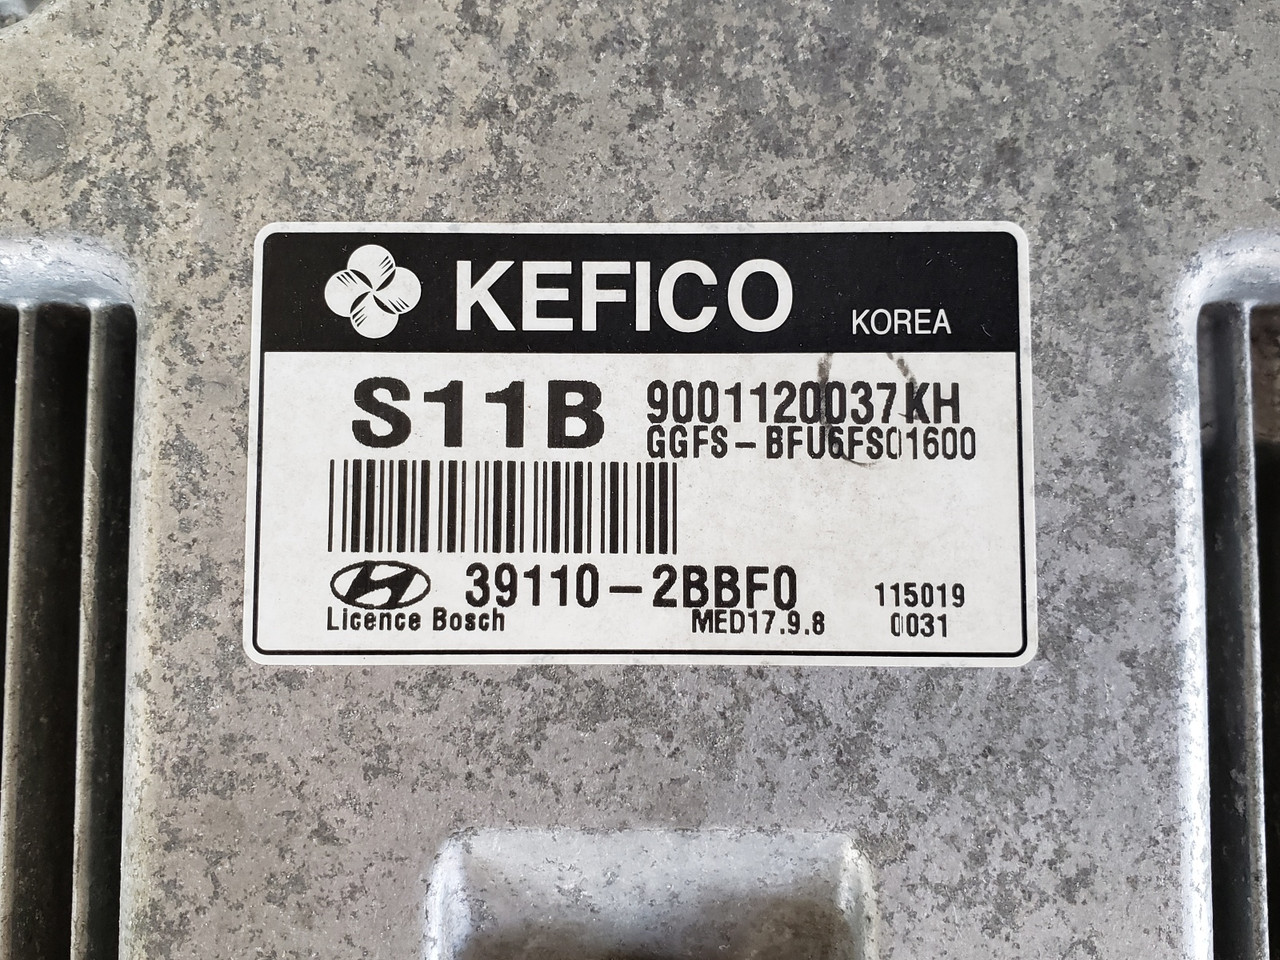 KEFICO KOREA
S11B 9001120037KH
GGFS-BFU6FS01600
39110-2BBF0 115019
Licence Bosch MED17.9.8 0031